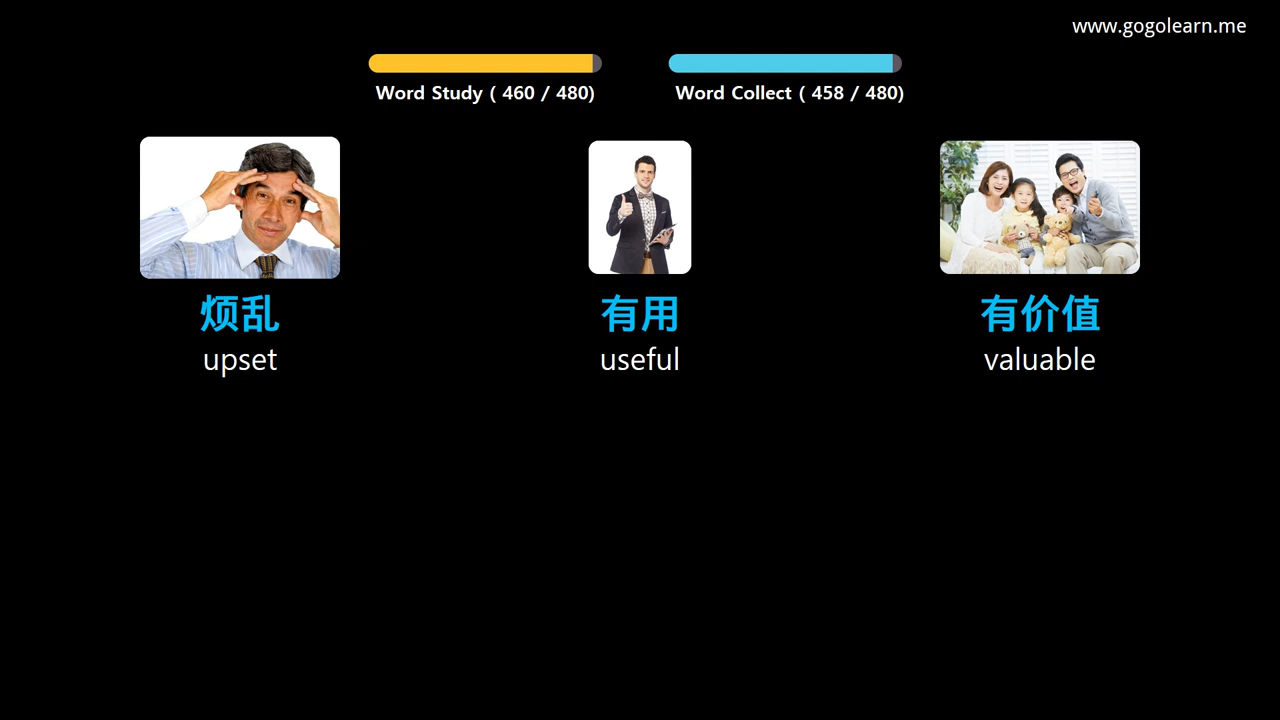 www.gogolearn.me
Word Study ( 460 / 480)
Word Collect ( 458 / 480)
烦乱
upset
有用
useful
有价值
valuable